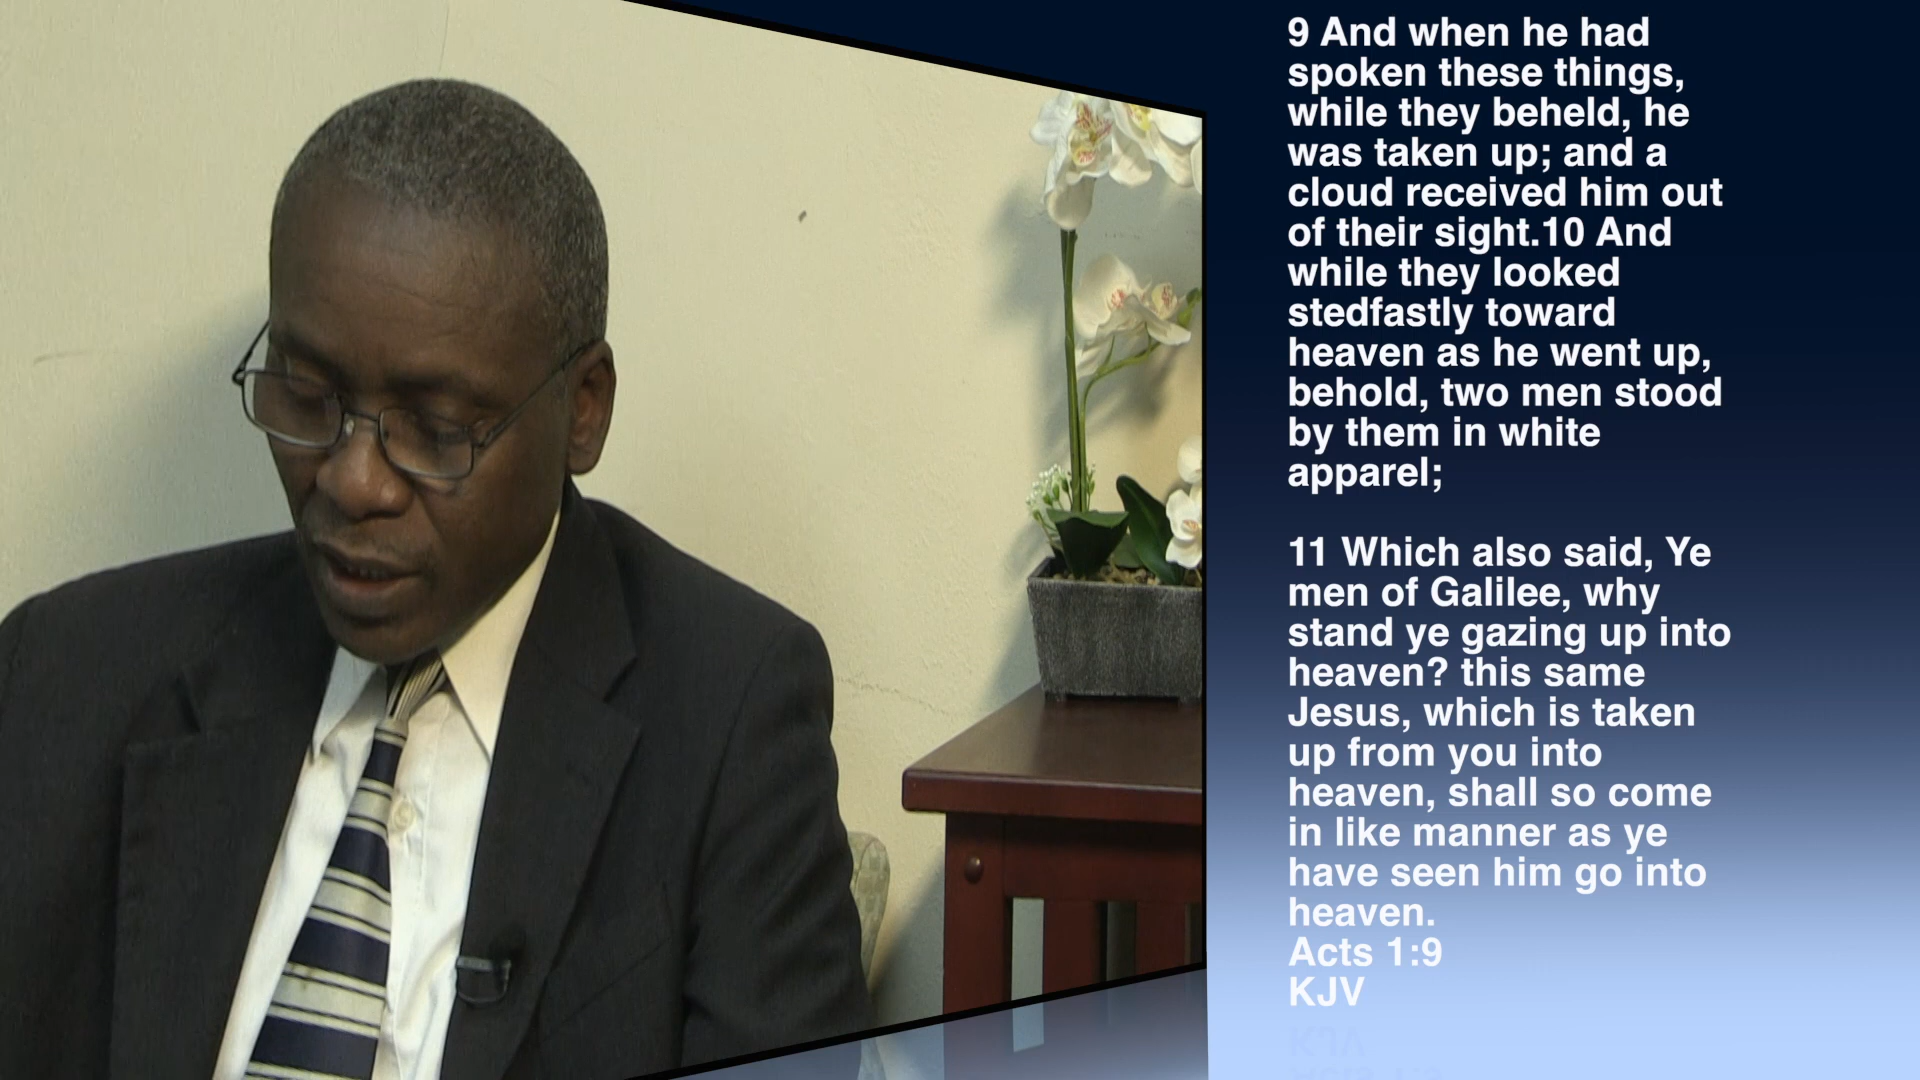 9 And when he had
spoken these things,
while they beheld, he
was taken up; and a
cloud received him out
of their sight.10 And
while they looked
stedfastly toward
heaven as he went up,
behold, two men stood
by them in white
apparel;
11 Which also said, Ye
men of Galilee, why
stand ye gazing up into
heaven? this same
Jesus, which is taken
up from you into
heaven, shall so come
in like manner as ye
have seen him go into
heaven.
Acts 1:9
KJV